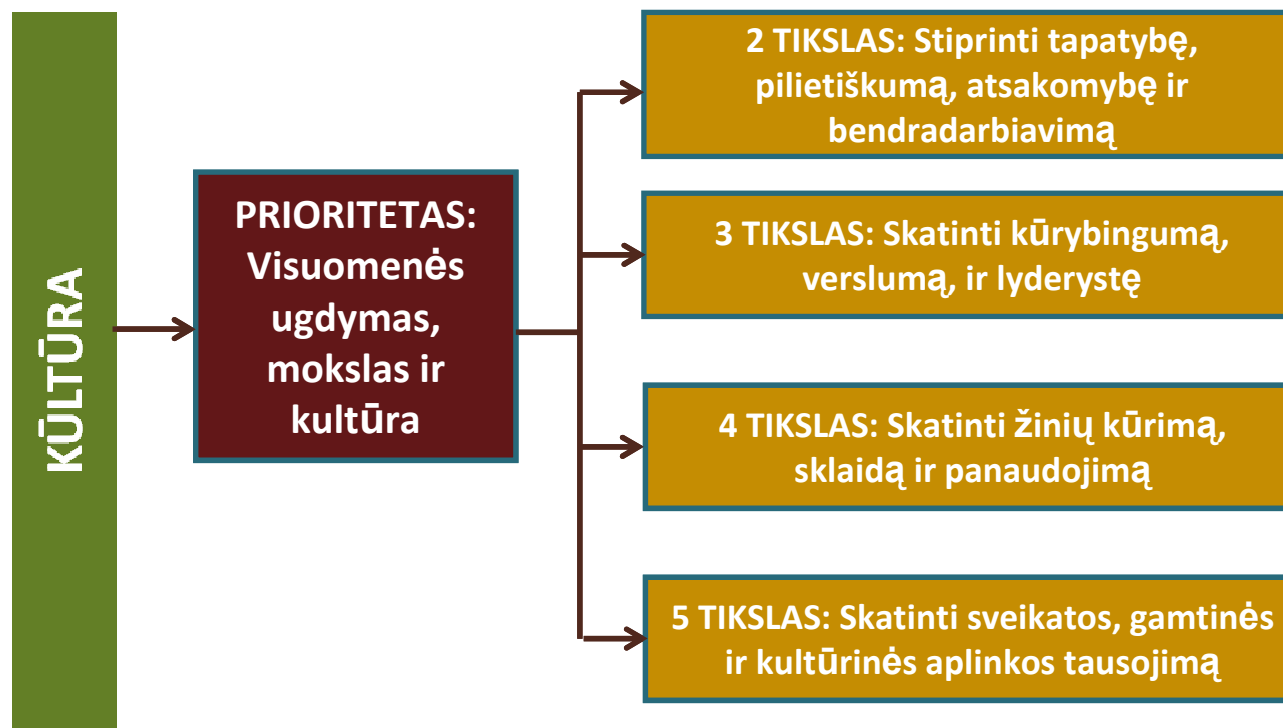 KŪLTŪRA
PRIORITETAS:
Visuomenės
ugdymas,
mokslas ir
kultūra
2 TIKSLAS: Stiprinti tapatybę,
pilietiškumą, atsakomybę ir
bendradarbiavimą
3 TIKSLAS: Skatinti kūrybingumą,
verslumą, ir lyderystę
4 TIKSLAS: Skatinti žinių kūrimą,
sklaidą ir panaudojimą
5 TIKSLAS: Skatinti sveikatos, gamtinės
ir kultūrinės aplinkos tausojimą